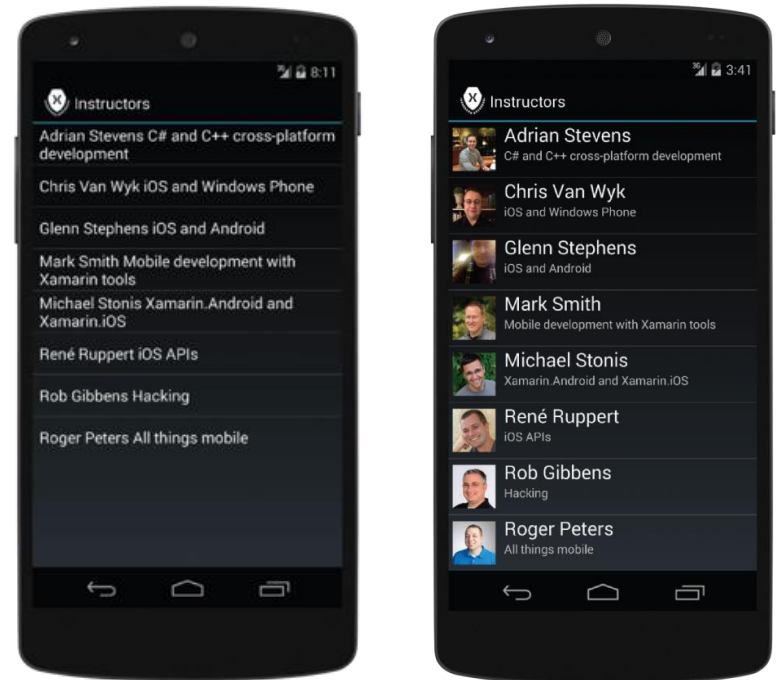 3G 8:11
X Instructors
Adrian Stevens C# and C++ cross-platform
development
Chris Van Wyk iOS and Windows Phone
Glenn Stephens iOS and Android
Mark Smith Mobile development with
Xamarin tools
Michael Stonis Xamarin.Android and
Xamarin.iOS
René Ruppert iOS APIs
Rob Gibbens Hacking
Roger Peters All things mobile
3G 3:41
X Instructors
Adrian Stevens
C# and C++ cross-platform development
Chris Van Wyk
iOS and Windows Phone
Glenn Stephens
iOS and Android
Mark Smith
Mobile development with Xamarin tools
Michael Stonis
Xamarin.Android and Xamarin.iOS
René Ruppert
iOS APIs
Rob Gibbens
Hacking
Roger Peters
All things mobile